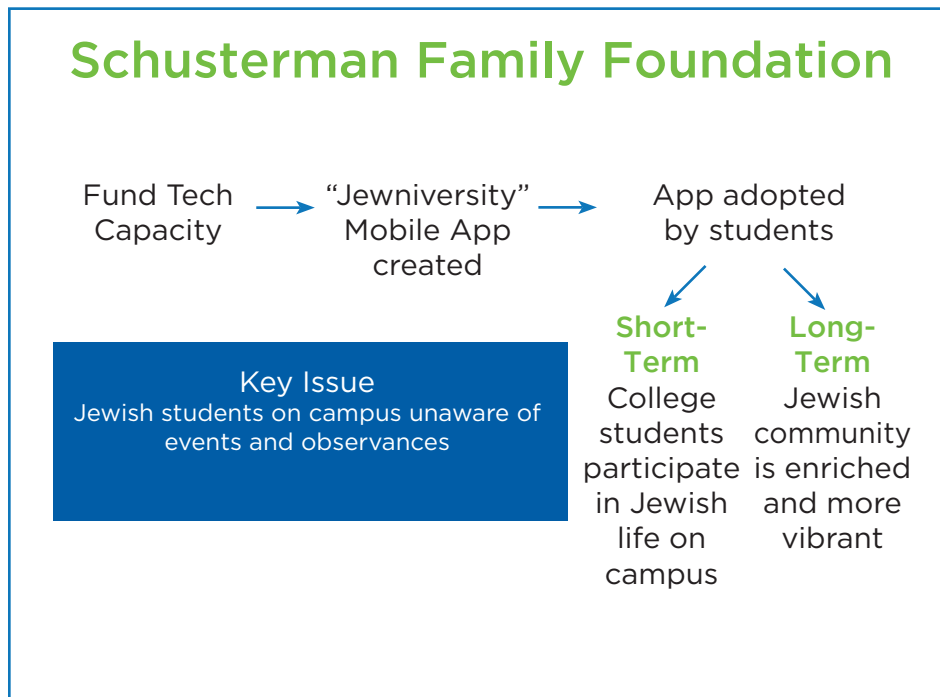 Schusterman Family Foundation
Fund Tech
Capacity
“Jewniversity”
Mobile App
created
App adopted
by students
Key Issue
Jewish students on campus unaware of
events and observances
Short-
Term
College
students
participate
in Jewish
life on
campus
Long-
Term
Jewish
community
is enriched
and more
vibrant